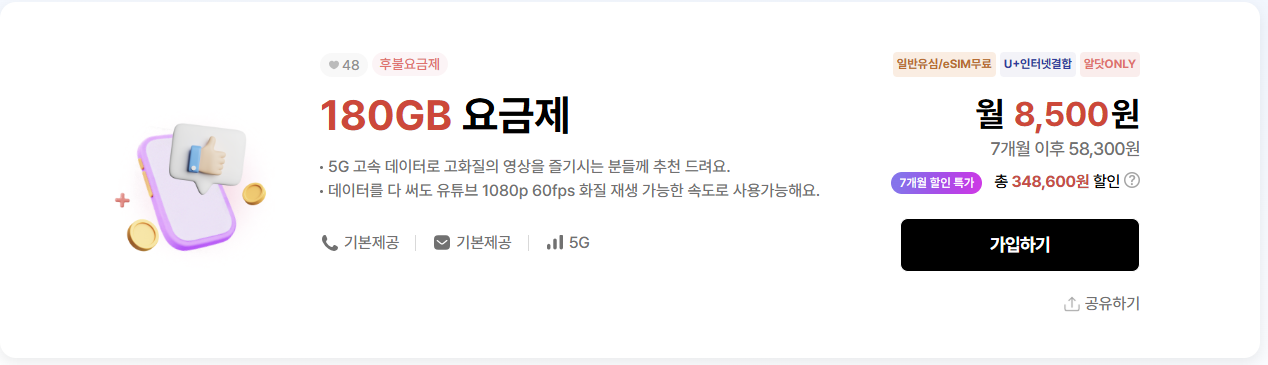 48 후불요금제
180GB 요금제
· 5G 고속 데이터로 고화질의 영상을 즐기시는 분들께 추천 드려요.
· 데이터를 다 써도 유튜브 1080p 60fps 화질 재생 가능한 속도로 사용가능해요.
기본제공 | 기본제공 | 5G
일반유심/eSIM무료 U+인터넷결합 알닷ONLY
월 8,500원
7개월 이후 58,300원
7개월 할인 특가 총 348,600원 할인 ?
가입하기
공유하기